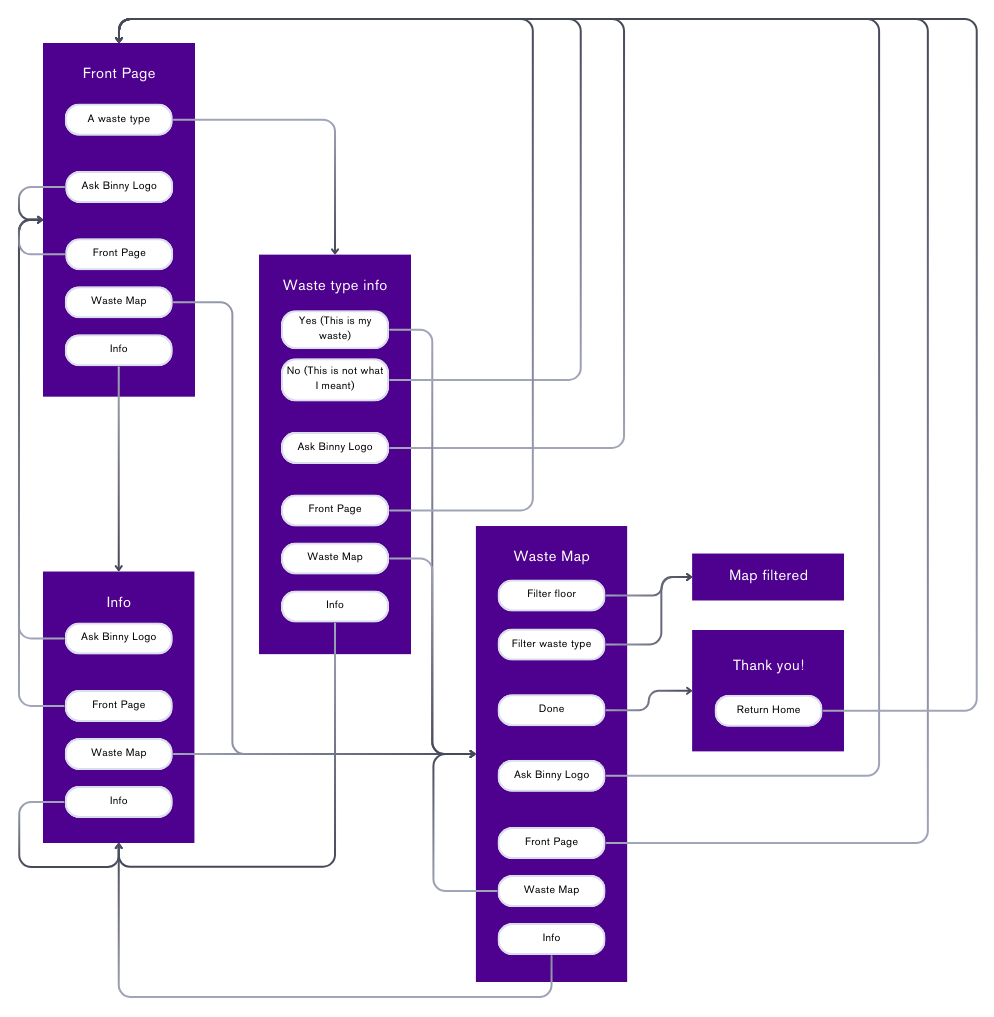 Front Page
A waste type
Ask Binny Logo
Front Page
Waste Map
Info
Waste type info
Yes (This is my
waste)
No (This is not what
I meant)
Ask Binny Logo
Front Page
Waste Map
Info
Info
Ask Binny Logo
Front Page
Waste Map
Info
Waste Map
Filter floor
Filter waste type
Done
Ask Binny Logo
Front Page
Waste Map
Info
Map filtered
Thank you!
Return Home